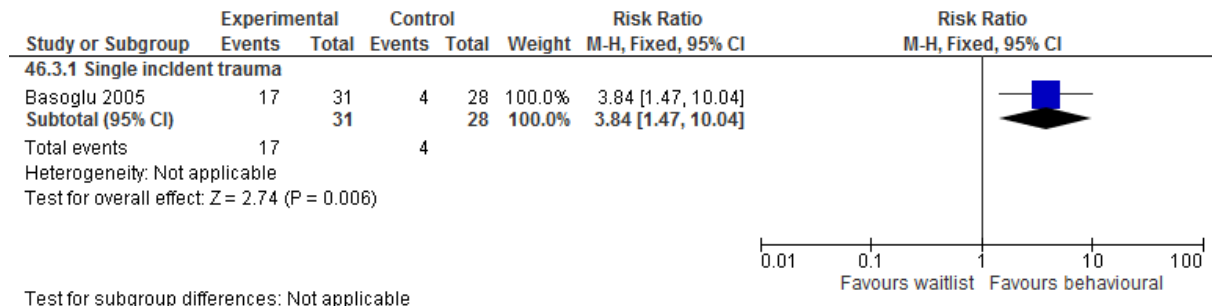 Experimental Control Risk Ratio Risk Ratio
Study or Subgroup Events Total Events Total Weight M-H, Fixed, 95% CI M-H, Fixed, 95% CI
46.3.1 Single incident trauma
Basoglu 2005 17 31 4 28 100.0% 3.84 [1.47, 10.04]
Subtotal (95% CI) 31 28 100.0% 3.84 [1.47, 10.04]
Total events 17 4
Heterogeneity: Not applicable
Test for overall effect: Z = 2.74 (P = 0.006)
0.01 0.1 1 10 100
Favours waitlist Favours behavioural
Test for subgroup differences: Not applicable